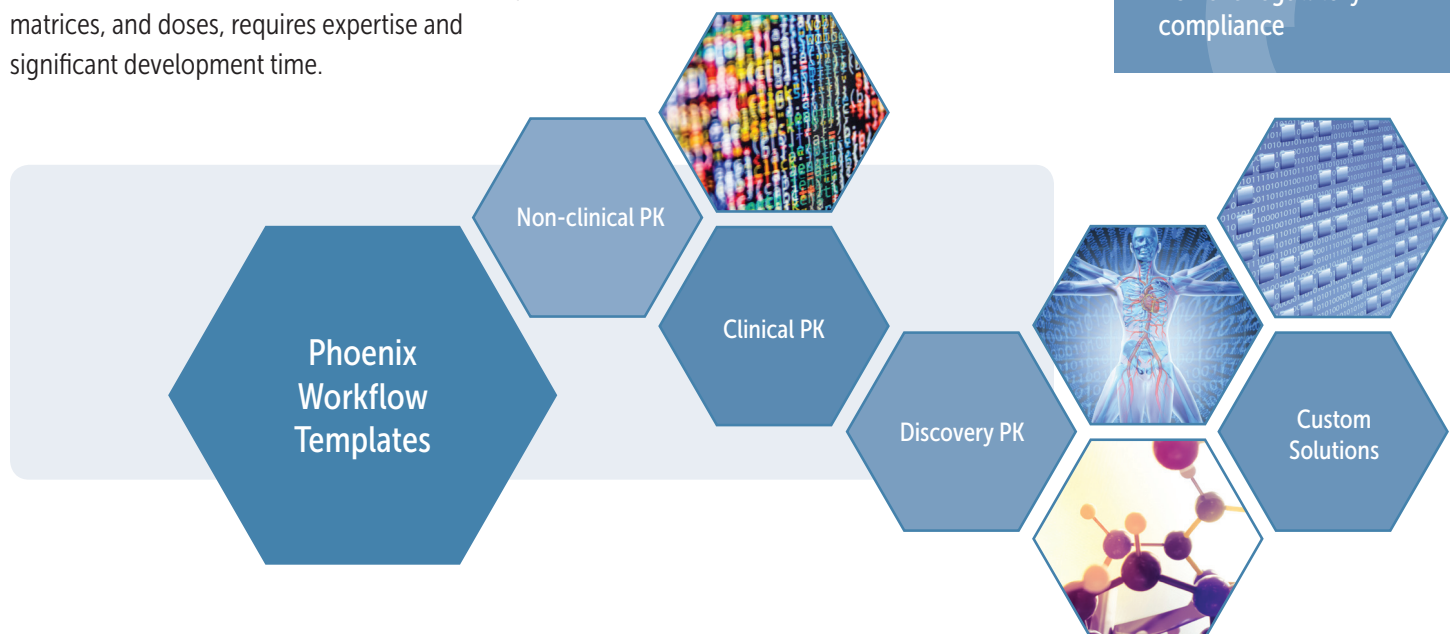 matrices, and doses, requires expertise and
significant development time.
compliance
Non-clinical PK
Clinical PK
Phoenix
Workflow
Templates
Discovery PK
Custom
Solutions